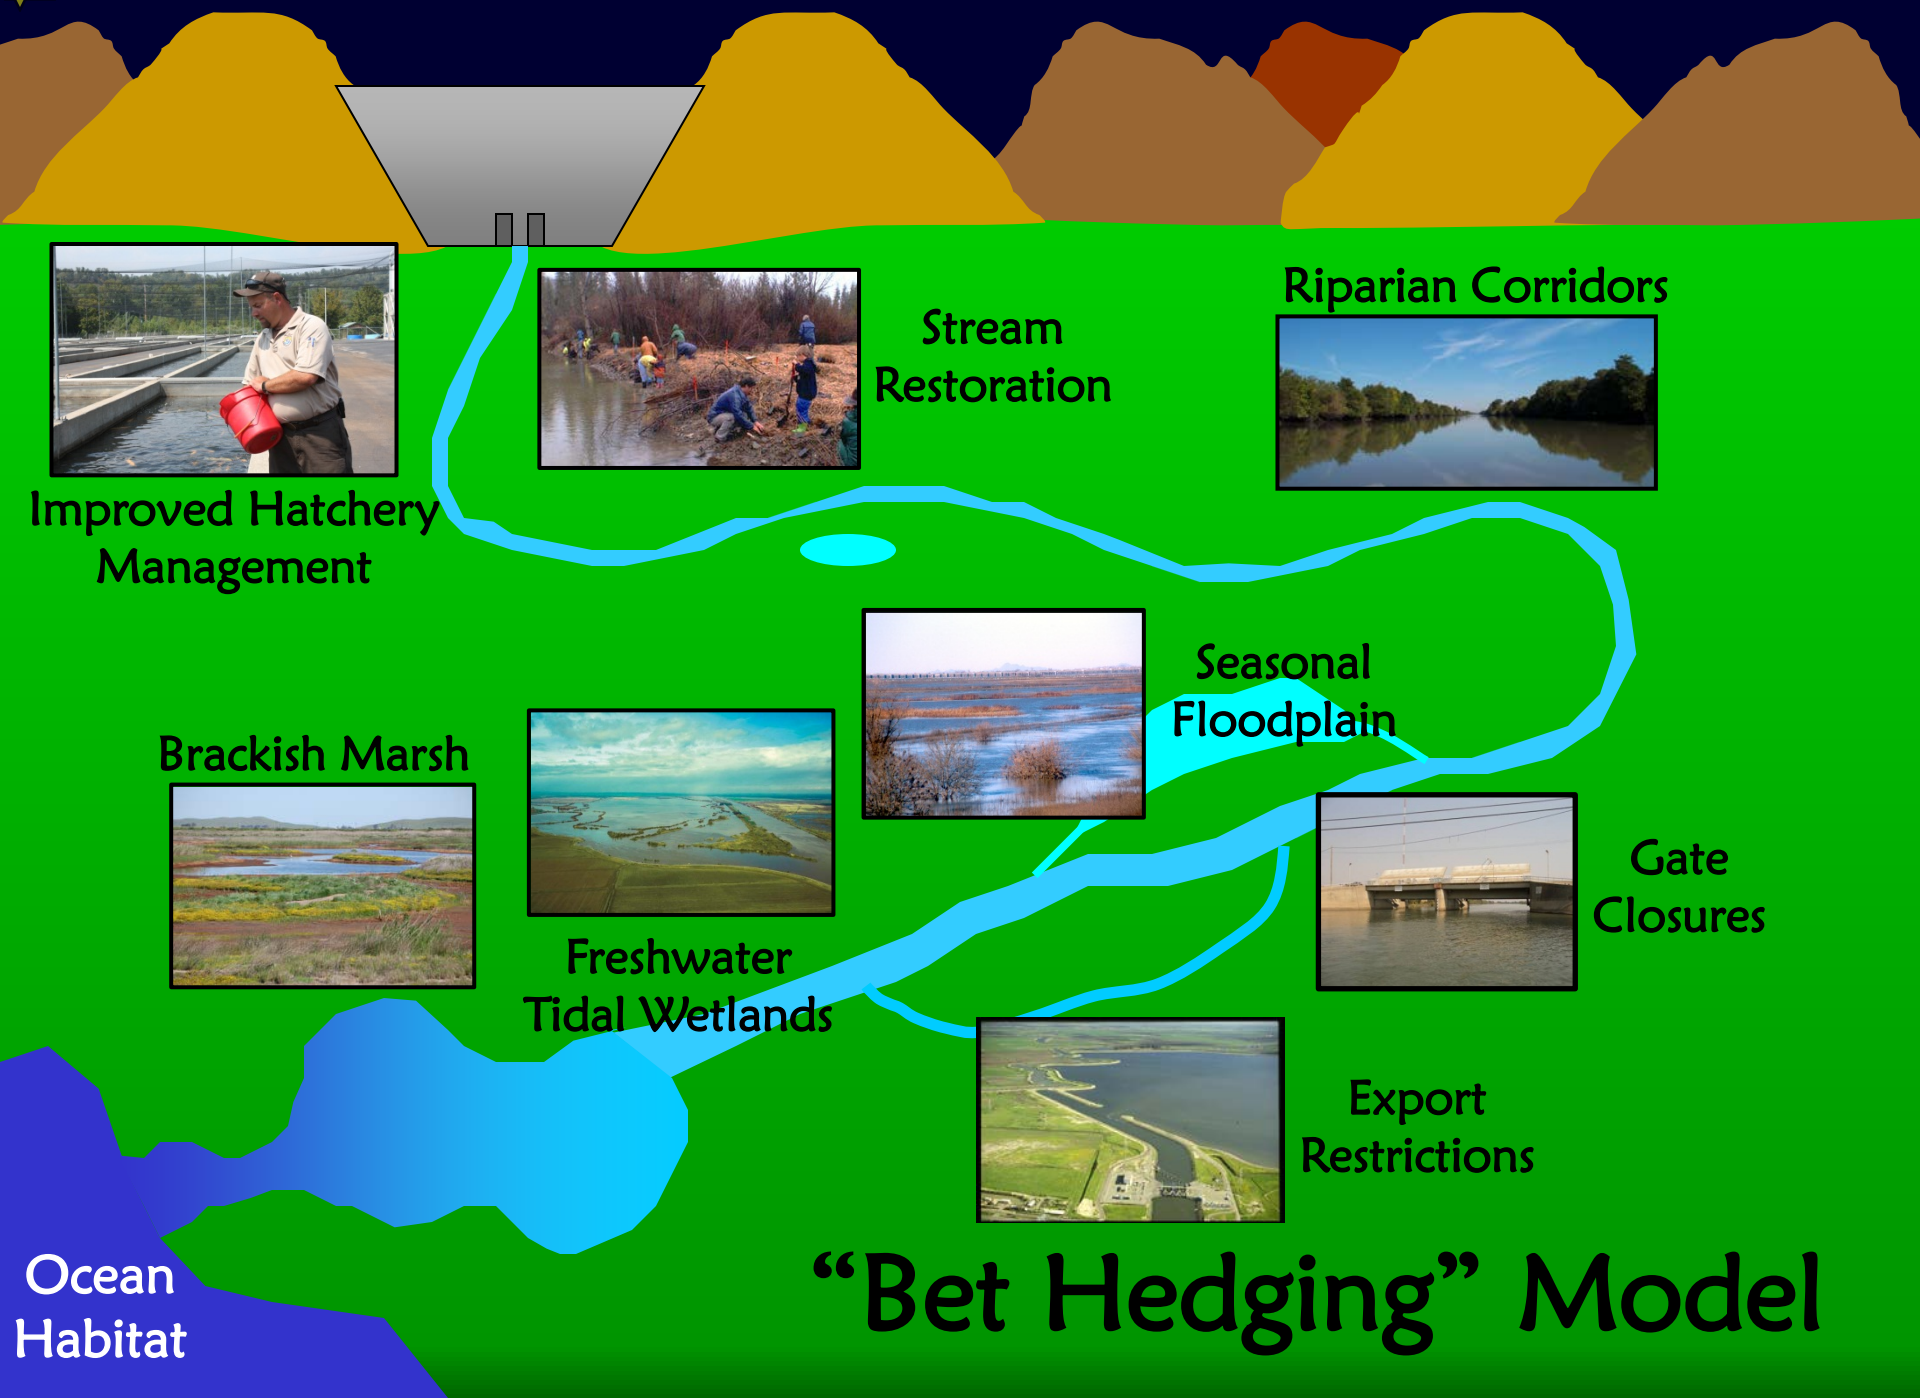 Riparian Corridors
Stream
Restoration
Improved Hatchery
Management
Seasonal
Floodplain
Brackish Marsh
Gate
Closures
Freshwater
Tidal Wetlands
Export
Restrictions
Ocean
Habitat
“Bet Hedging” Model